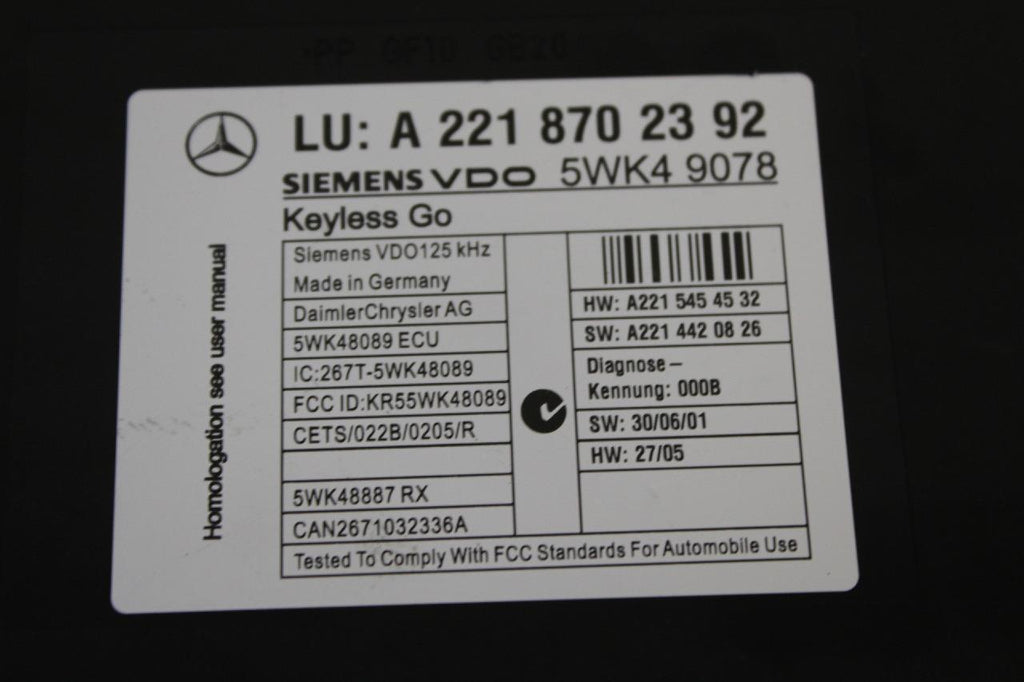 PP GF10 GB20
LU: A 221 870 23 92
SIEMENS VDO 5WK4 9078
Keyless Go
Siemens VDO125 kHz
Made in Germany
DaimlerChrysler AG
5WK48089 ECU
IC:267T-5WK48089
FCC ID:KR55WK48089
CETS/022B/0205/R
5WK48887 RX
CAN2671032336A
HW: A221 545 45 32
SW: A221 442 08 26
Diagnose–
Kennung: 000B
SW: 30/06/01
HW: 27/05
Tested To Comply With FCC Standards For Automobile Use
Homologation see user manual